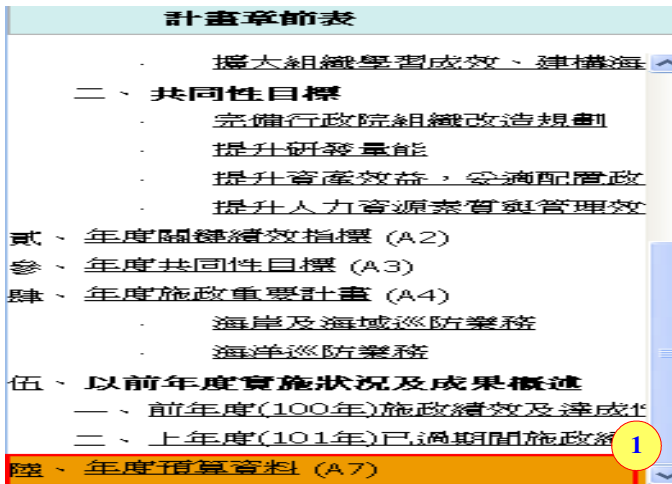 計畫章節表
· 擴大組織學習成效、建構海
二、共同性目標
· 完備行政院組織改造規劃
· 提升研發量能
· 提升資產效益，妥適配置政
· 提升人力資源素質與管理效
貳、年度關鍵績效指標 (A2)
參、年度共同性目標 (A3)
肆、年度施政重要計畫 (A4)
· 海岸及海域巡防業務
· 海洋巡防業務
伍、以前年度實施狀況及成果概述
一、前年度(100年)施政績效及達成
二、上年度(101年)已過期間施政績
陸、年度預算資料 (A7)
1